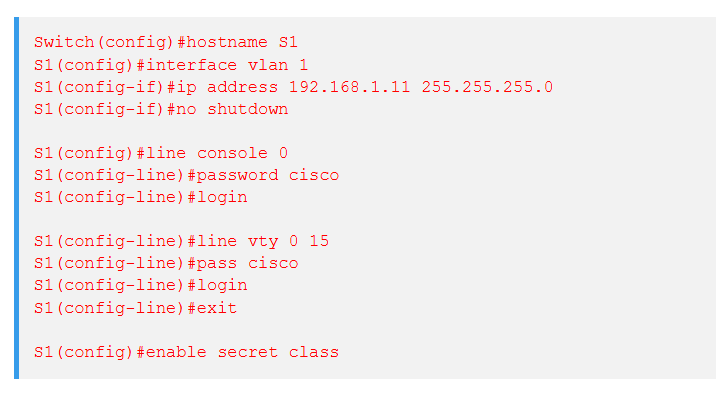 Switch(config)#hostname S1
S1(config)#interface vlan 1
S1(config-if)#ip address 192.168.1.11 255.255.255.0
S1(config-if)#no shutdown
S1(config)#line console 0
S1(config-line)#password cisco
S1(config-line)#login
S1(config-line)#line vty 0 15
S1(config-line)#pass cisco
S1(config-line)#login
S1(config-line)#exit
S1(config)#enable secret class